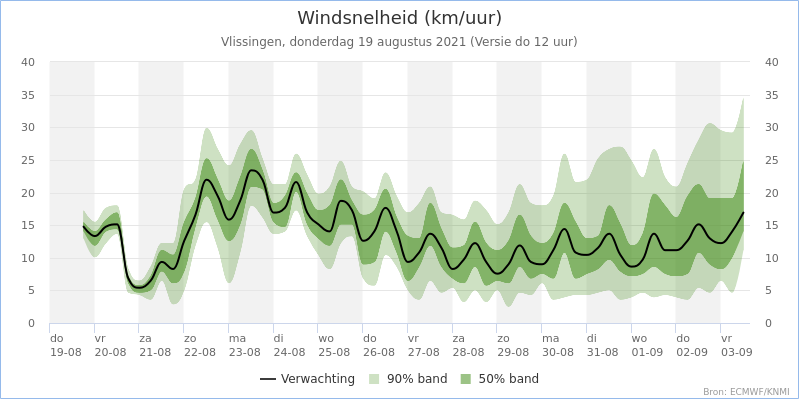 Windsnelheid (km/uur)
Vlissingen, donderdag 19 augustus 2021 (Versie do 12 uur)
40 40
35 35
30 30
25 25
20 20
15 15
10 10
5 5
0 0
do vr za zo ma di wo do vr za zo ma di wo do vr
19-08 20-08 21-08 22-08 23-08 24-08 25-08 26-08 27-08 28-08 29-08 30-08 31-08 01-09 02-09 03-09
Verwachting 90% band 50% band
Bron: ECMWF/KNMI